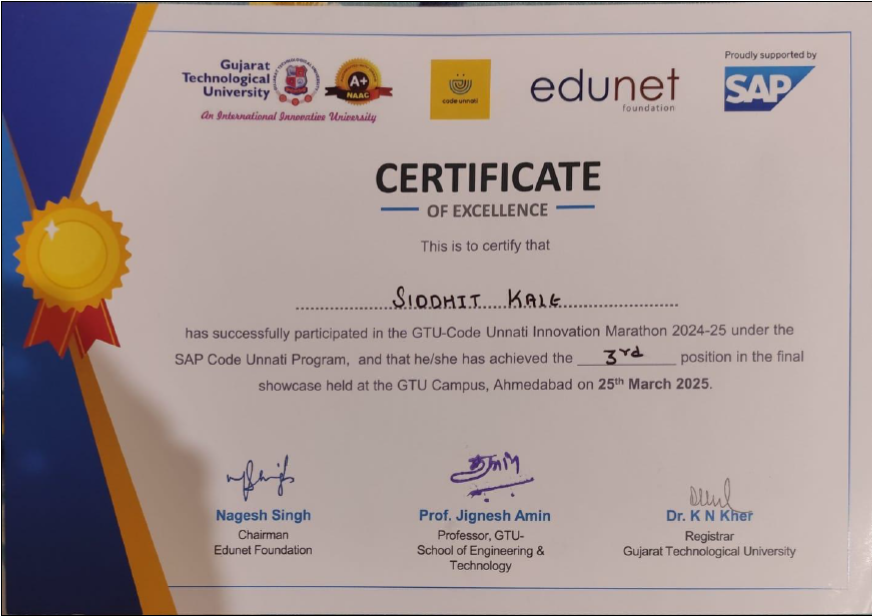 Gujarat
Technological
University
An International Innovative University
A+
NAAC
code unnati
edunet
foundation
Proudly supported by
SAP
CERTIFICATE
OF EXCELLENCE
This is to certify that
SIDDHIT KALE
has successfully participated in the GTU-Code Unnati Innovation Marathon 2024-25 under the
SAP Code Unnati Program, and that he/she has achieved the 3rd position in the final
showcase held at the GTU Campus, Ahmedabad on 25th March 2025.
Nagesh Singh
Chairman
Edunet Foundation
Prof. Jignesh Amin
Professor, GTU-
School of Engineering &
Technology
Dr. K N Kher
Registrar
Gujarat Technological University